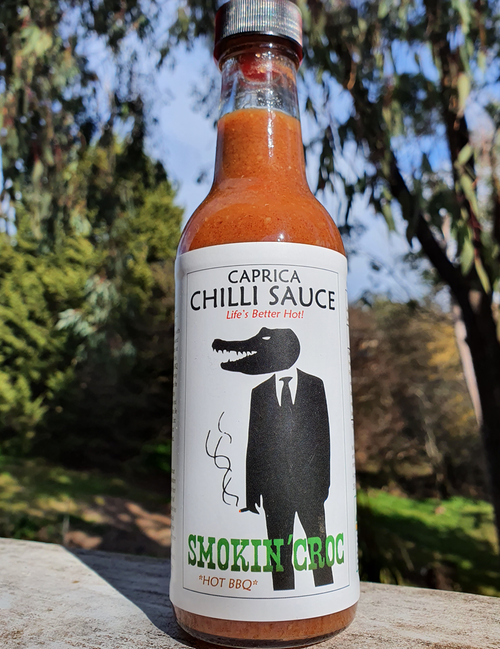 CAPRICA
CHILLI SAUCE
Life's Better Hot!
SMOKIN'CROC
*HOT BBQ*